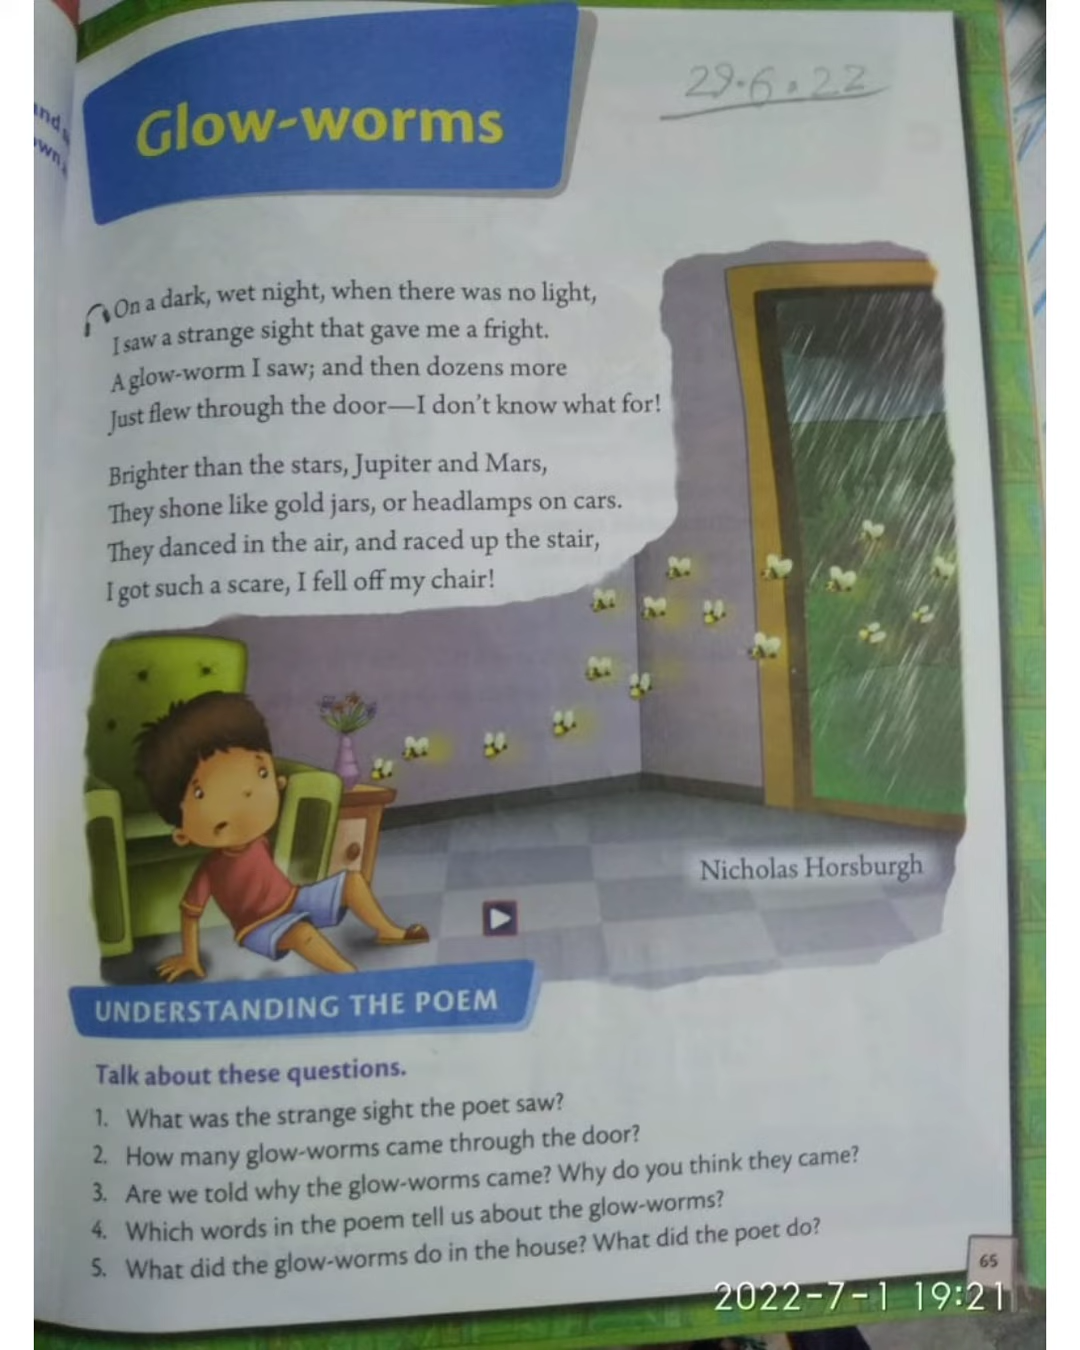 29.6.22
Glow-worms
On a dark, wet night, when there was no light,
I saw a strange sight that gave me a fright.
A glow-worm I saw; and then dozens more
Just flew through the door—I don't know what for!
Brighter than the stars, Jupiter and Mars,
They shone like gold jars, or headlamps on cars.
They danced in the air, and raced up the stair,
I got such a scare, I fell off my chair!
Nicholas Horsburgh
UNDERSTANDING THE POEM
Talk about these questions.
1. What was the strange sight the poet saw?
2. How many glow-worms came through the door?
3. Are we told why the glow-worms came? Why do you think they came?
4. Which words in the poem tell us about the glow-worms?
5. What did the glow-worms do in the house? What did the poet do?
65
2022-7-1 19:21